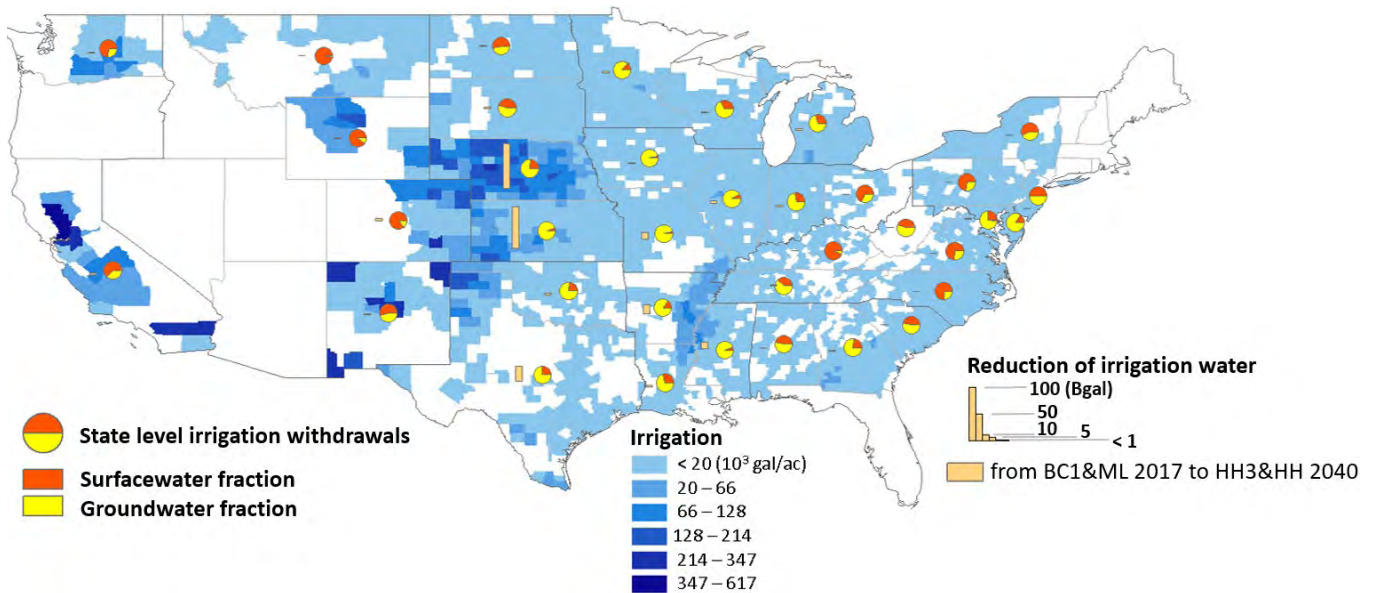 State level irrigation withdrawals
Surfacewater fraction
Groundwater fraction
Irrigation
< 20 (10³ gal/ac)
20 – 66
66 – 128
128 – 214
214 – 347
347 – 617
Reduction of irrigation water
100 (Bgal)
50
10
5
< 1
from BC1&ML 2017 to HH3&HH 2040